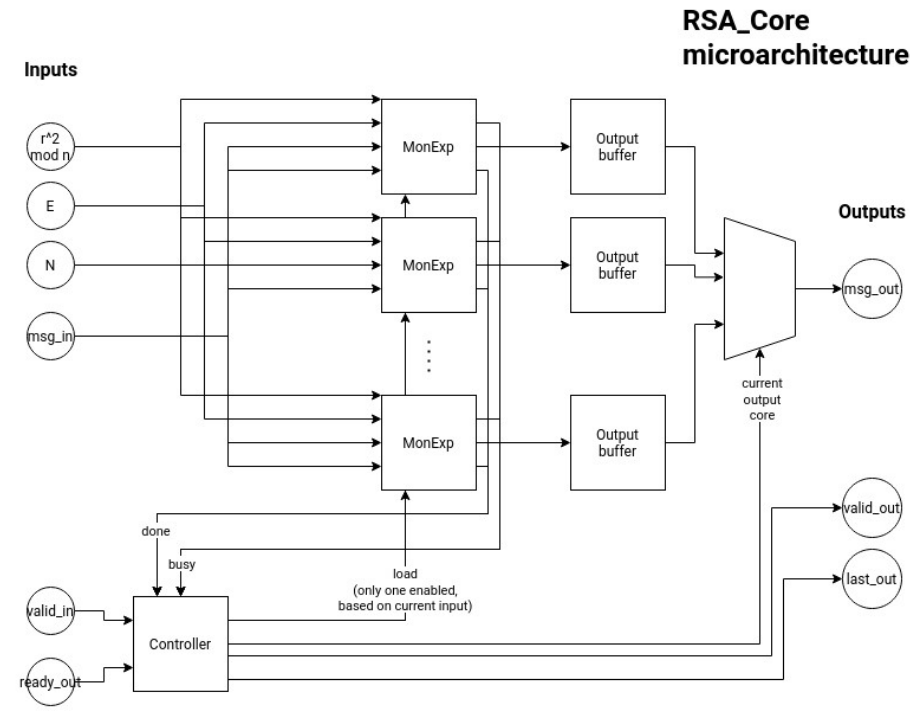 RSA_Core
microarchitecture
Inputs
r^2
mod n
E
N
msg_in
MonExp
Output
buffer
MonExp
Output
buffer
MonExp
Output
buffer
Outputs
msg_out
current
output
core
valid_out
last_out
done
busy
load
(only one enabled,
based on current input)
valid_in
ready_out
Controller